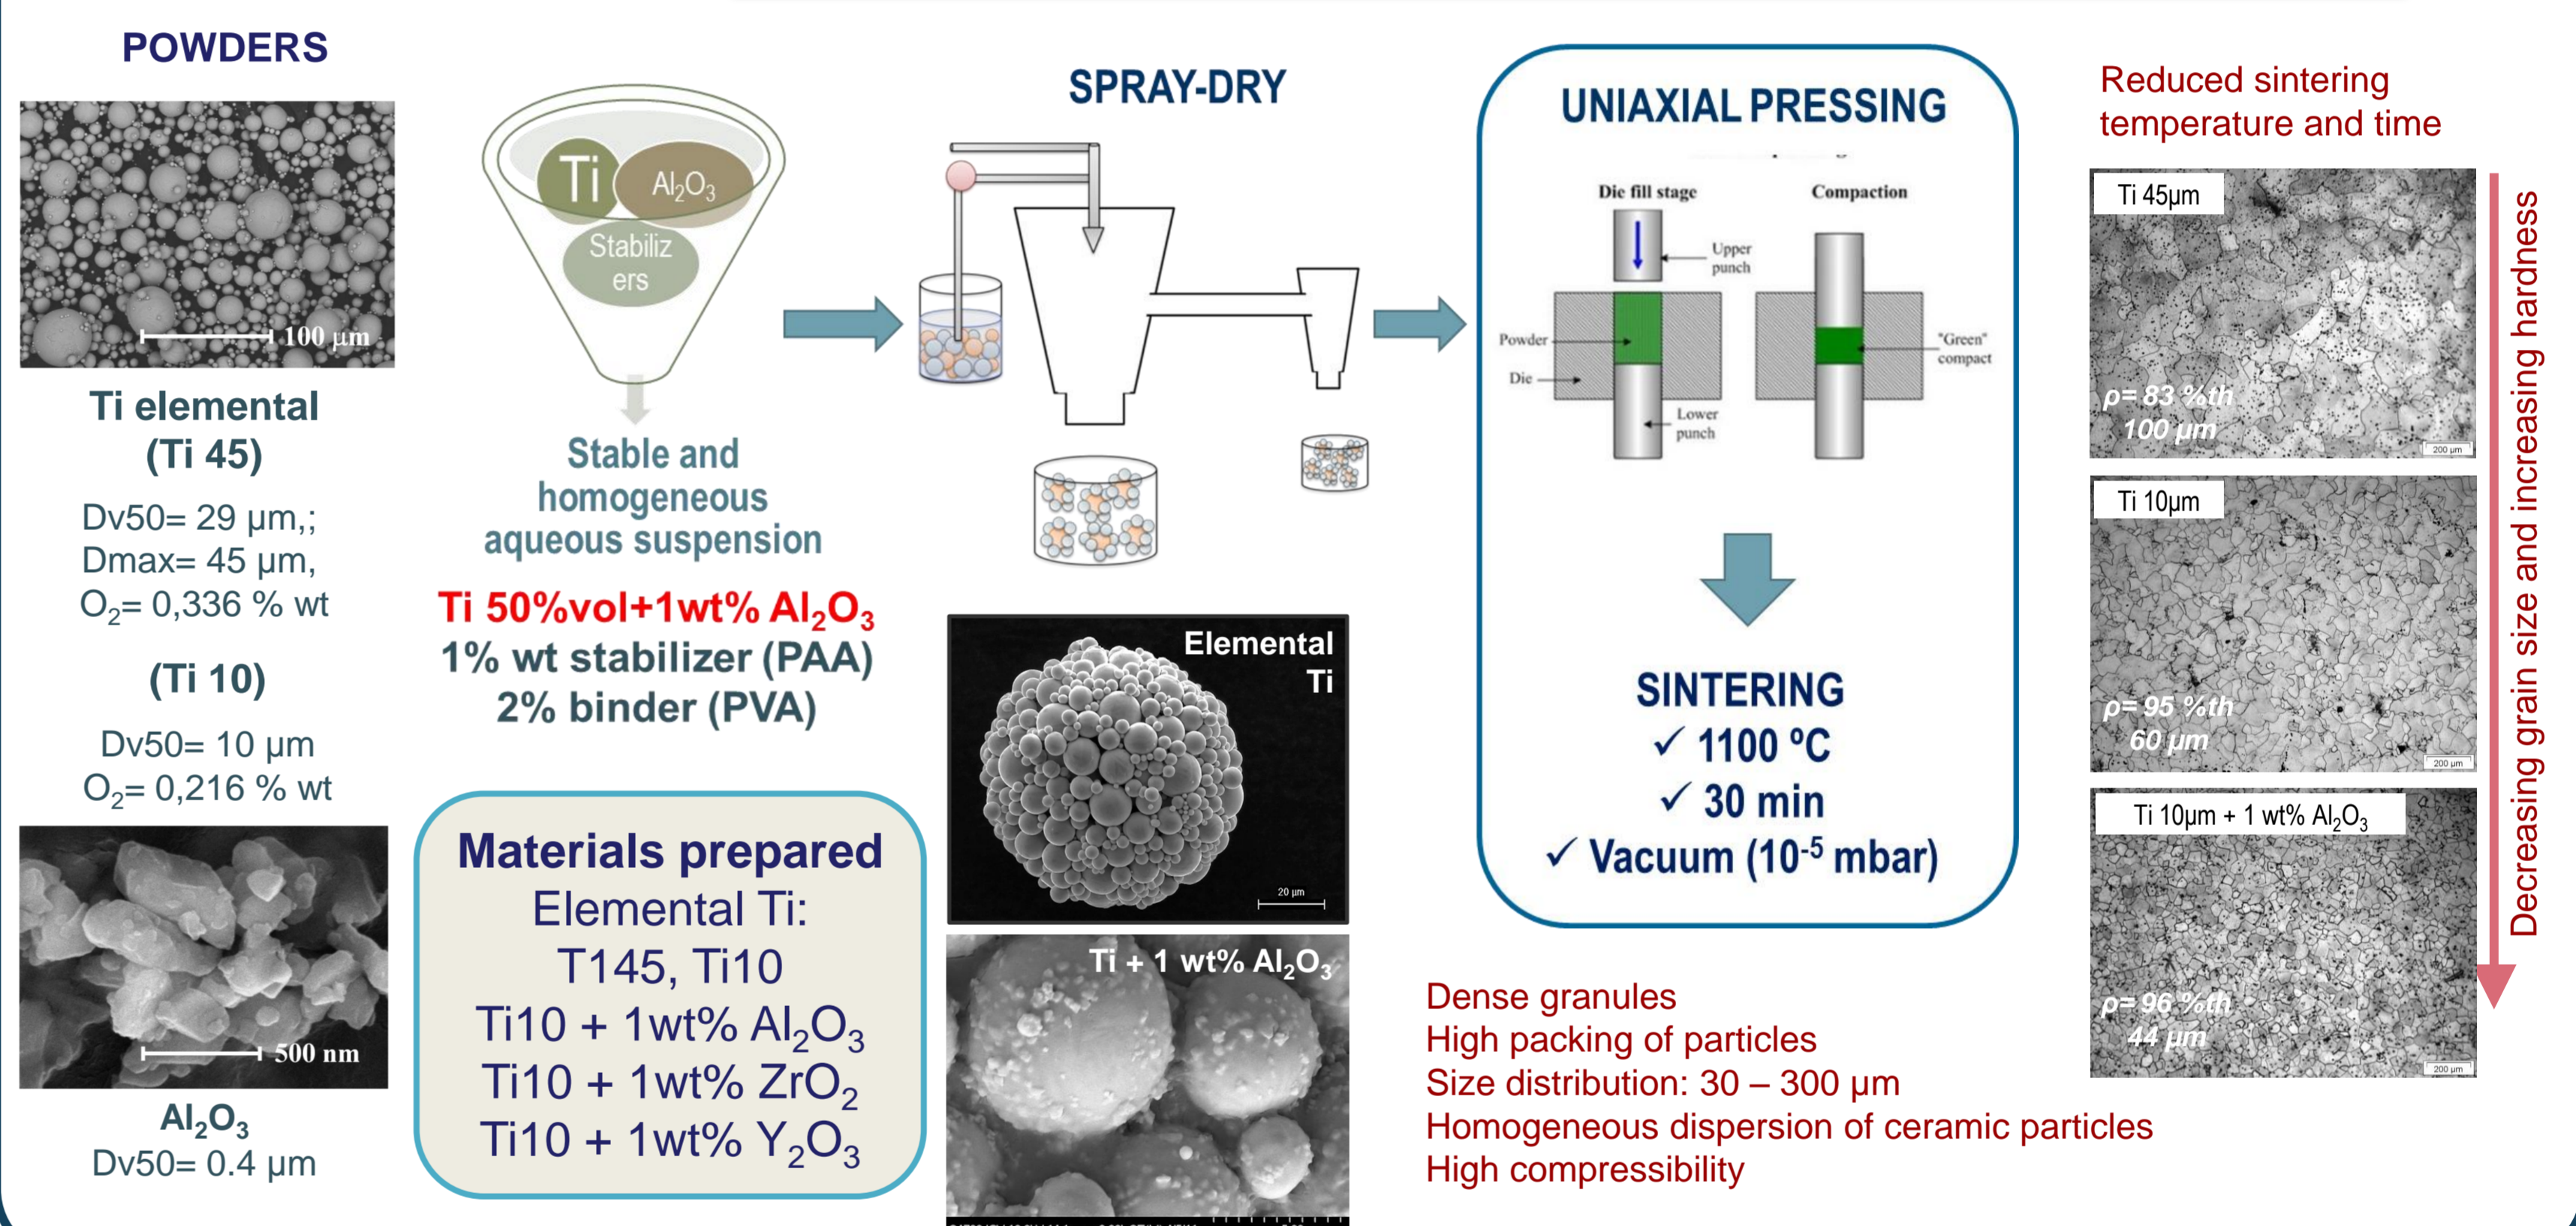 POWDERS
100 µm
Ti elemental
(Ti 45)
Dv50= 29 µm,;
Dmax= 45 µm,
O₂= 0,336 % wt
(Ti 10)
Dv50= 10 µm
O₂= 0,216 % wt
500 nm
Al₂O₃
Dv50= 0.4 µm
Ti
Al₂O₃
Stabiliz
ers
Stable and
homogeneous
aqueous suspension
Ti 50%vol+1wt% Al₂O₃
1% wt stabilizer (PAA)
2% binder (PVA)
Materials prepared
Elemental Ti:
T145, Ti10
Ti10 + 1wt% Al₂O₃
Ti10 + 1wt% ZrO₂
Ti10 + 1wt% Y₂O₃
SPRAY-DRY
Elemental
Ti
20 µm
Ti + 1 wt% Al₂O₃
UNIAXIAL PRESSING
Die fill stage
Compaction
Upper
punch
Powder
Die
Lower
punch
"Green"
compact
SINTERING
✓ 1100 ºC
✓ 30 min
✓ Vacuum (10⁻⁵ mbar)
Dense granules
High packing of particles
Size distribution: 30 – 300 µm
Homogeneous dispersion of ceramic particles
High compressibility
Reduced sintering
temperature and time
Ti 45µm
ρ= 83 %th
100 µm
200 µm
Ti 10µm
ρ= 95 %th
60 µm
200 µm
Ti 10µm + 1 wt% Al₂O₃
ρ= 96 %th
44 µm
200 µm
Decreasing grain size and increasing hardness